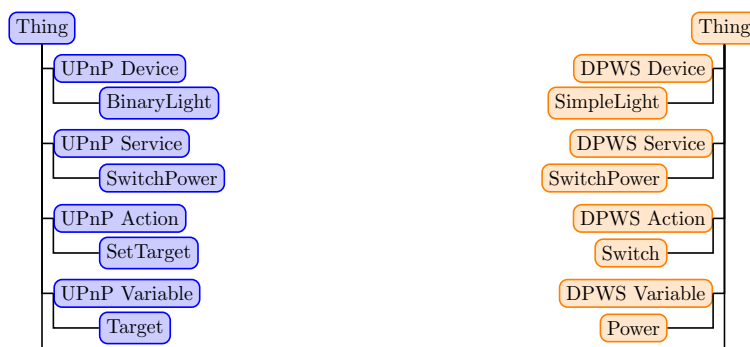 Thing
UPnP Device
BinaryLight
UPnP Service
SwitchPower
UPnP Action
SetTarget
UPnP Variable
Target
Thing
DPWS Device
SimpleLight
DPWS Service
SwitchPower
DPWS Action
Switch
DPWS Variable
Power